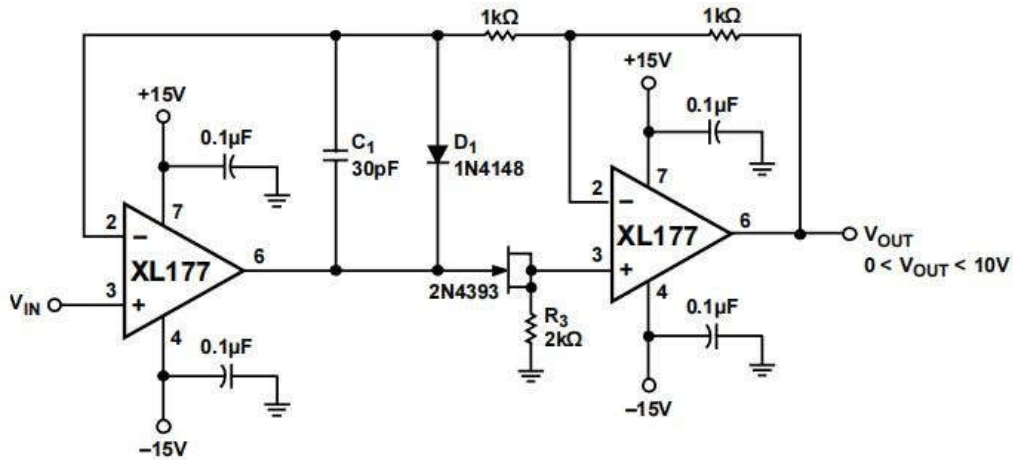 1kΩ
1kΩ
+15V
+15V
0.1µF
0.1µF
C1
30pF
D1
1N4148
7
7
2
2
6
6
XL177
XL177
VOUT
0 < VOUT < 10V
VIN
3
3
2N4393
4
4
R3
2kΩ
0.1µF
0.1µF
–15V
–15V